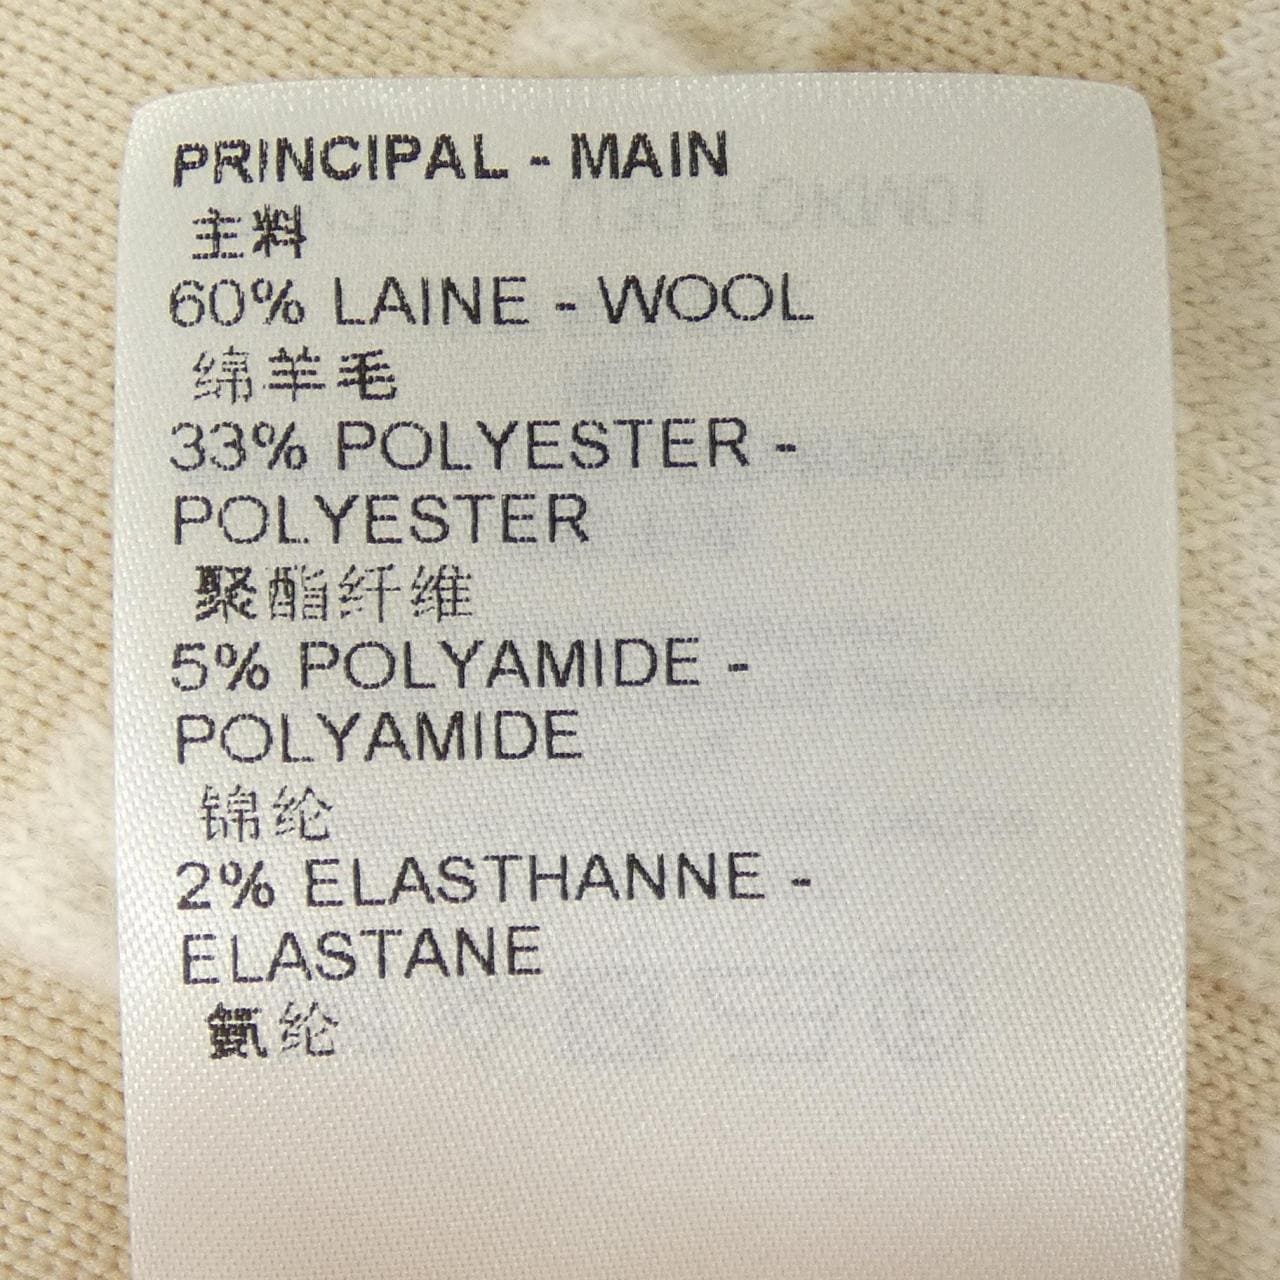 PRINCIPAL - MAIN
主料
60% LAINE - WOOL
绵羊毛
33% POLYESTER -
POLYESTER
聚酯纤维
5% POLYAMIDE -
POLYAMIDE
锦纶
2% ELASTHANNE -
ELASTANE
氨纶